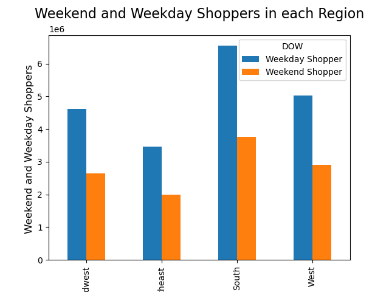 Weekend and Weekday Shoppers in each Region
1e6
DOW
Weekday Shopper
Weekend Shopper
Weekend and Weekday Shoppers
6
5
4
3
2
1
0
dwest
heast
South
West